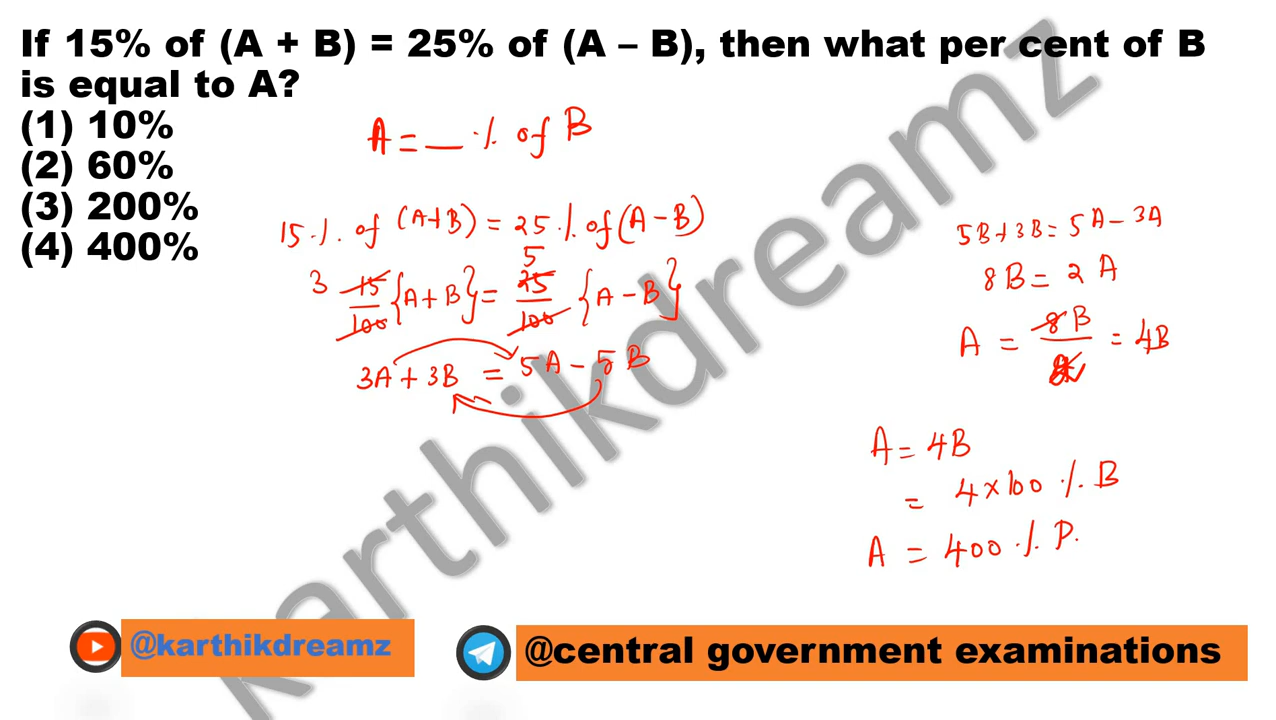 If 15% of (A + B) = 25% of (A – B), then what per cent of B
is equal to A?
(1) 10%
(2) 60%
(3) 200%
(4) 400%
A = __ % of B
15 % of (A+B) = 25 % of (A - B)
3 5
15/100 {A+B} = 25/100 {A - B}
3A + 3B = 5A - 5B
5B + 3B = 5A - 3A
8B = 2A
A = 8B/2 = 4B
A = 4B
= 4 x 100 % B
A = 400 %
karthikdreamz
@karthikdreamz
@central government examinations